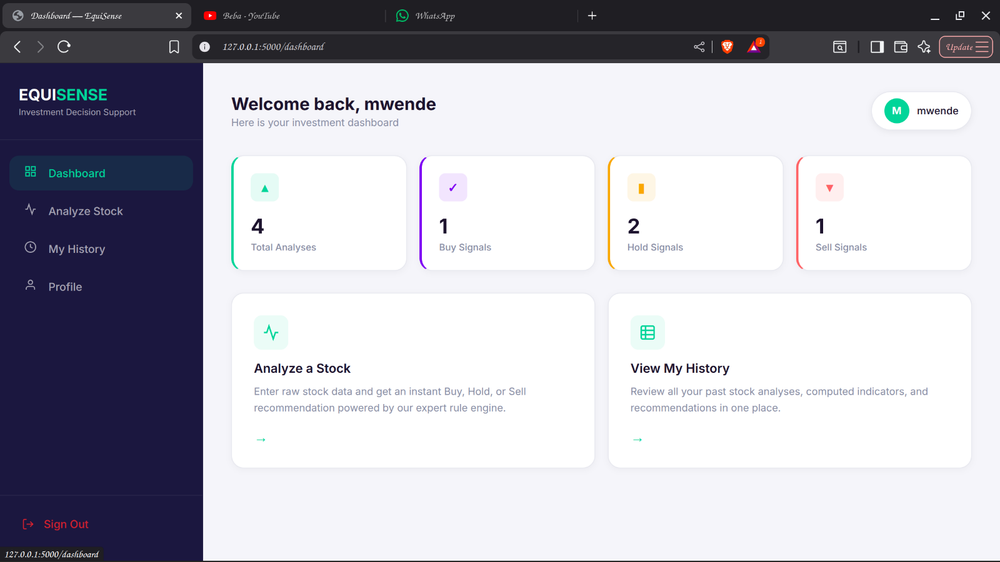 Dashboard — EquiSense
Beba - YouTube
WhatsApp
127.0.0.1:5000/dashboard
1
Update
EQUISENSE
Investment Decision Support
Dashboard
Analyze Stock
My History
Profile
Sign Out
127.0.0.1:5000/dashboard
Welcome back, mwende
Here is your investment dashboard
M
mwende
4
Total Analyses
1
Buy Signals
2
Hold Signals
1
Sell Signals
Analyze a Stock
Enter raw stock data and get an instant Buy, Hold, or Sell
recommendation powered by our expert rule engine.
→
View My History
Review all your past stock analyses, computed indicators, and
recommendations in one place.
→